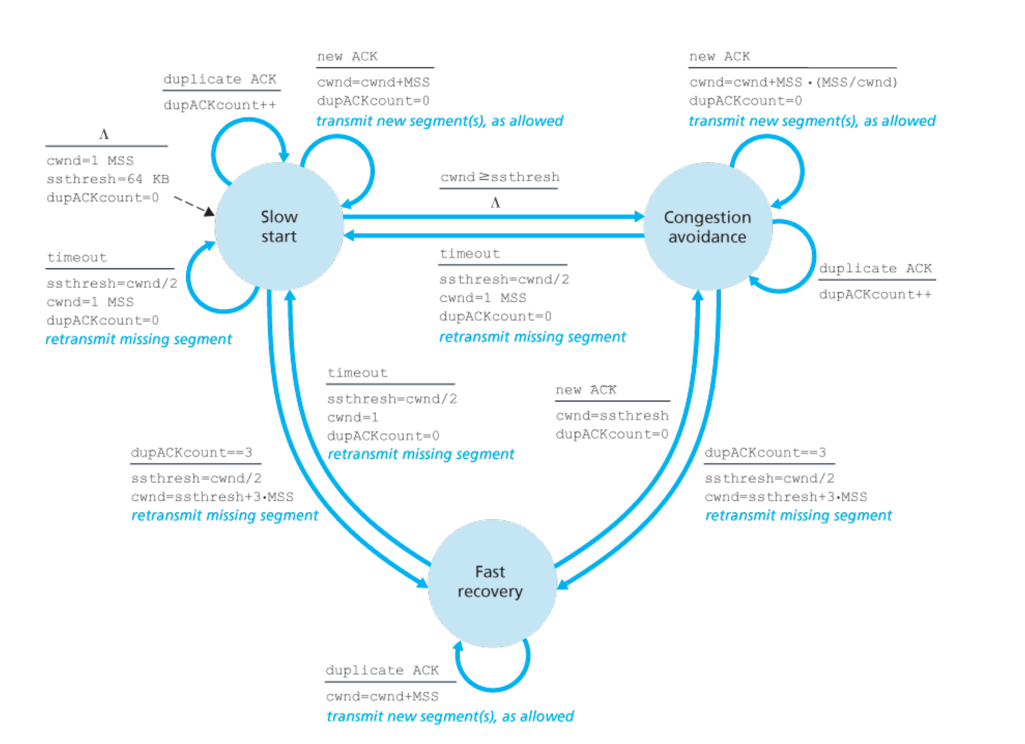 new ACK
cwnd=cwnd+MSS
dupACKcount=0
transmit new segment(s), as allowed
duplicate ACK
dupACKcount++
Λ
cwnd=1 MSS
ssthresh=64 KB
dupACKcount=0
Slow
start
timeout
ssthresh=cwnd/2
cwnd=1 MSS
dupACKcount=0
retransmit missing segment
cwnd≥ssthresh
Λ
timeout
ssthresh=cwnd/2
cwnd=1 MSS
dupACKcount=0
retransmit missing segment
new ACK
cwnd=cwnd+MSS •(MSS/cwnd)
dupACKcount=0
transmit new segment(s), as allowed
Congestion
avoidance
duplicate ACK
dupACKcount++
timeout
ssthresh=cwnd/2
cwnd=1
dupACKcount=0
retransmit missing segment
new ACK
cwnd=ssthresh
dupACKcount=0
dupACKcount==3
ssthresh=cwnd/2
cwnd=ssthresh+3•MSS
retransmit missing segment
dupACKcount==3
ssthresh=cwnd/2
cwnd=ssthresh+3•MSS
retransmit missing segment
Fast
recovery
duplicate ACK
cwnd=cwnd+MSS
transmit new segment(s), as allowed